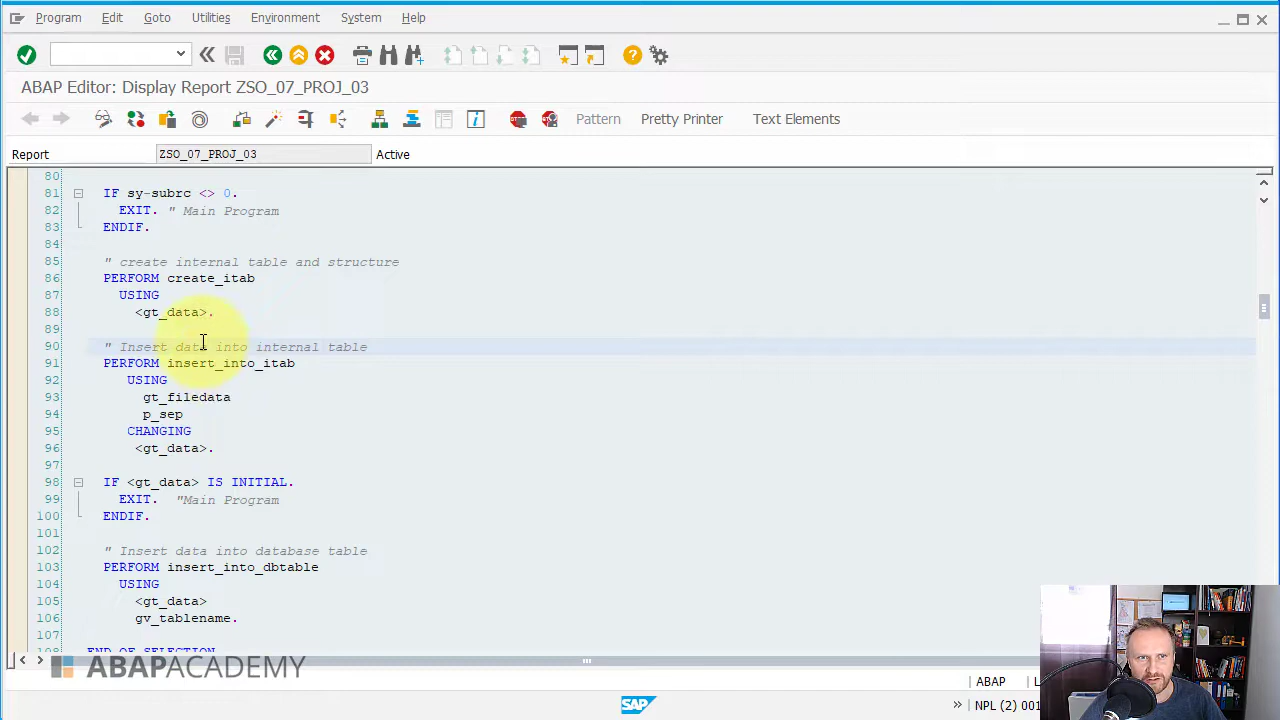 Program Edit Goto Utilities Environment System Help
ABAP Editor: Display Report ZSO_07_PROJ_03
Pattern Pretty Printer Text Elements
Report ZSO_07_PROJ_03 Active
80
81 IF sy-subrc <> 0.
82 EXIT. " Main Program
83 ENDIF.
84
85 " create internal table and structure
86 PERFORM create_itab
87 USING
88 <gt_data>.
89
90 " Insert data into internal table
91 PERFORM insert_into_itab
92 USING
93 gt_filedata
94 p_sep
95 CHANGING
96 <gt_data>.
97
98 IF <gt_data> IS INITIAL.
99 EXIT. "Main Program
100 ENDIF.
101
102 " Insert data into database table
103 PERFORM insert_into_dbtable
104 USING
105 <gt_data>
106 gv_tablename.
107
108 END-OF-SELECTION
ABAPACADEMY
ABAP
SAP
NPL (2) 001